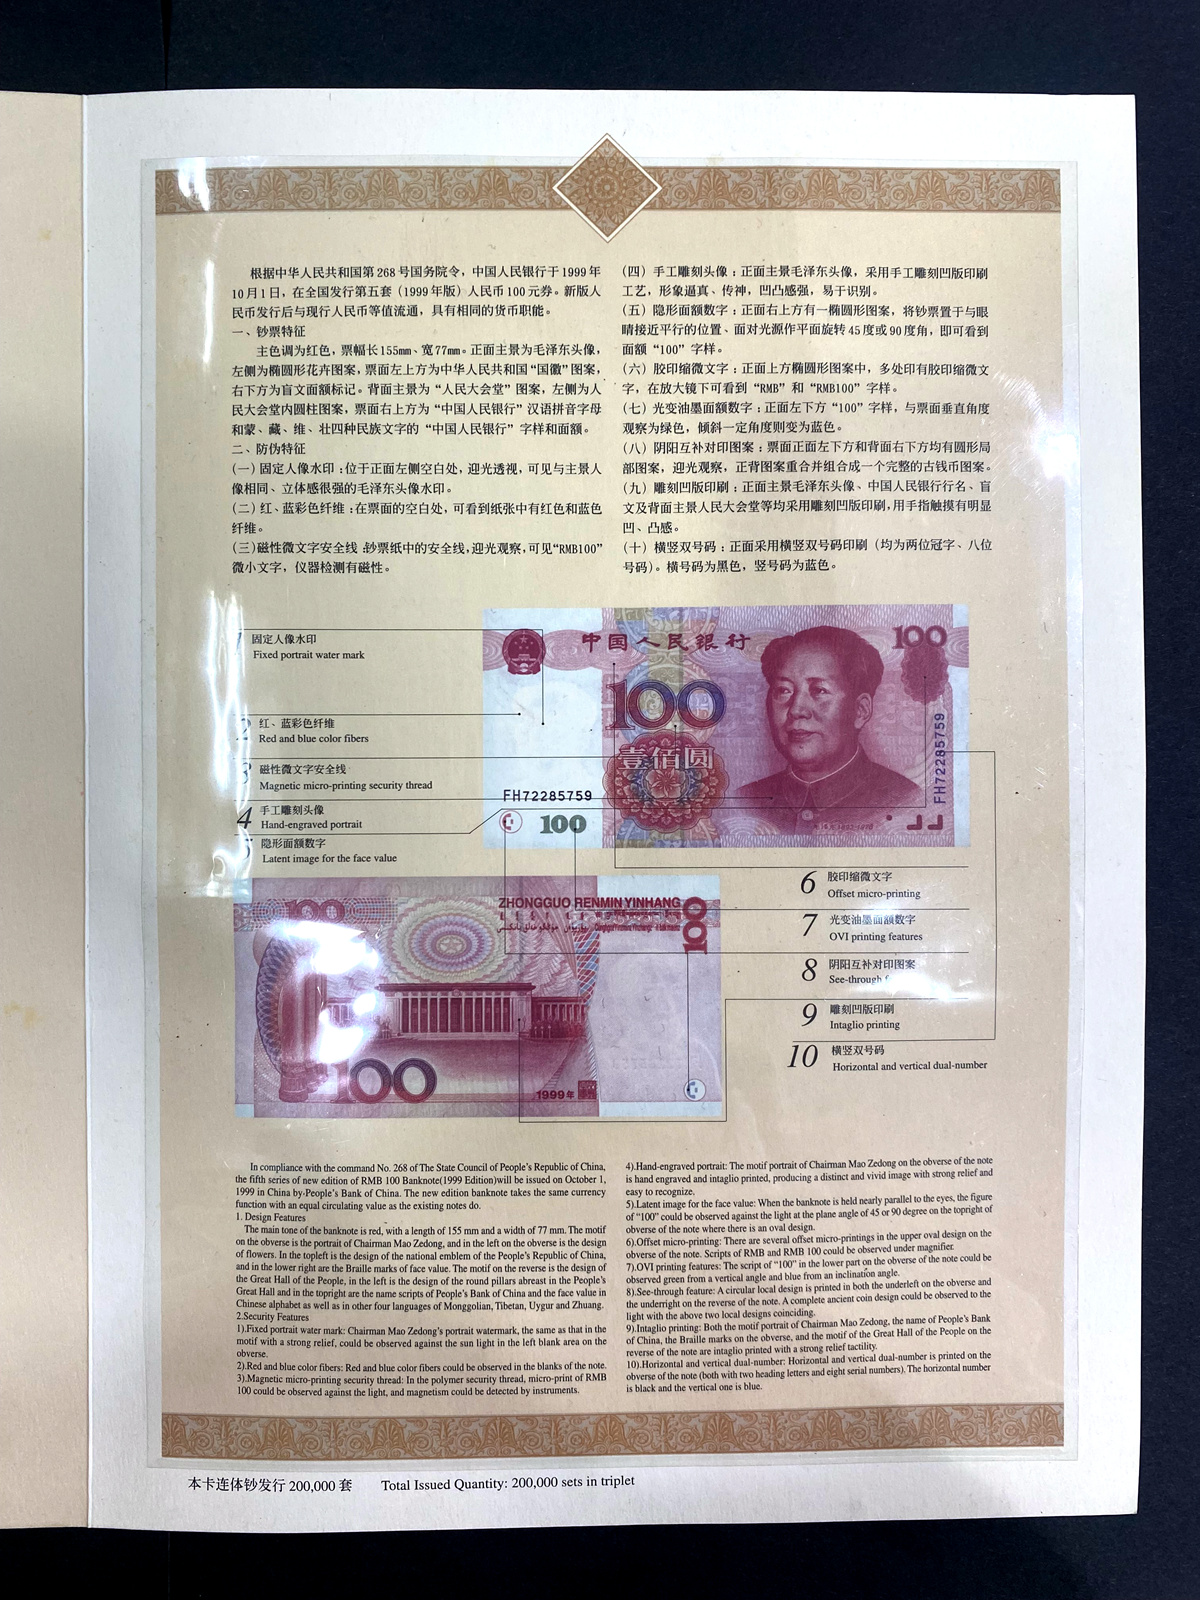 根据中华人民共和国第268号国务院令，中国人民银行于1999年
10月1日，在全国发行第五套（1999年版）人民币100元券。新版人
民币发行后与现行人民币等值流通，具有相同的货币职能。
一、钞票特征
主色调为红色，票幅长155mm、宽77mm。正面主景为毛泽东头像，
左侧为椭圆形花卉图案，票面左上方为中华人民共和国“国徽”图案，
右下方为盲文面额标记。背面主景为“人民大会堂”图案，左侧为人
民大会堂内圆柱图案，票面右上方为“中国人民银行”汉语拼音字母
和蒙、藏、维、壮四种民族文字的“中国人民银行”字样和面额。
二、防伪特征
（一）固定人像水印：位于正面左侧空白处，迎光透视，可见与主景人
像相同、立体感很强的毛泽东头像水印。
（二）红、蓝彩色纤维：在票面的空白处，可看到纸张中有红色和蓝色
纤维。
（三）磁性微文字安全线：钞票纸中的安全线，迎光观察，可见“RMB100”
微小文字，仪器检测有磁性。
（四）手工雕刻头像：正面主景毛泽东头像，采用手工雕刻凹版印刷
工艺，形象逼真、传神，凹凸感强，易于识别。
（五）隐形面额数字：正面右上方有一椭圆形图案，将钞票置于与眼
睛接近平行的位置、面对光源作平面旋转45度或90度角，即可看到
面额“100”字样。
（六）胶印缩微文字：正面上方椭圆形图案中，多处印有胶印缩微文
字，在放大镜下可看到“RMB”和“RMB100”字样。
（七）光变油墨面额数字：正面左下方“100”字样，与票面垂直角度
观察为绿色，倾斜一定角度则变为蓝色。
（八）阴阳互补对印图案：票面正面左下方和背面右下方均有圆形局
部图案，迎光观察，正背图案重合并组合成一个完整的古钱币图案。
（九）雕刻凹版印刷：正面主景毛泽东头像、中国人民银行行名、盲
文及背面主景人民大会堂等均采用雕刻凹版印刷，用手指触摸有明显
凹、凸感。
（十）横竖双号码：正面采用横竖双号码印刷（均为两位冠字、八位
号码）。横号码为黑色，竖号码为蓝色。
1 固定人像水印
Fixed portrait water mark
2 红、蓝彩色纤维
Red and blue color fibers
3 磁性微文字安全线
Magnetic micro-printing security thread
4 手工雕刻头像
Hand-engraved portrait
5 隐形面额数字
Latent image for the face value
中国人民银行
100
100
壹佰圆
FH72285759
FH72285759
100
6 胶印缩微文字
Offset micro-printing
7 光变油墨面额数字
OVI printing features
8 阴阳互补对印图案
See-through
9 雕刻凹版印刷
Intaglio printing
10 横竖双号码
Horizontal and vertical dual-number
100
ZHONGGUO RENMIN YINHANG
100
100
1999年
In compliance with the command No. 268 of The State Council of People's Republic of China,
the fifth series of new edition of RMB 100 Banknote(1999 Edition)will be issued on October 1,
1999 in China by-People's Bank of China. The new edition banknote takes the same currency
function with an equal circulating value as the existing notes do.
1. Design Features
The main tone of the banknote is red, with a length of 155 mm and a width of 77 mm. The motif
on the obverse is the portrait of Chairman Mao Zedong, and in the left on the obverse is the design
of flowers. In the topleft is the design of the national emblem of the People's Republic of China,
and in the lower right are the Braille marks of face value. The motif on the reverse is the design of
the Great Hall of the People, in the left is the design of the round pillars abreast in the People's
Great Hall and in the topright are the name scripts of People's Bank of China and the face value in
Chinese alphabet as well as in other four languages of Monggolian, Tibetan, Uygur and Zhuang.
2.Security Features
1).Fixed portrait water mark: Chairman Mao Zedong's portrait watermark, the same as that in the
motif with a strong relief, could be observed against the sun light in the left blank area on the
obverse.
2).Red and blue color fibers: Red and blue color fibers could be observed in the blanks of the note.
3).Magnetic micro-printing security thread: In the polymer security thread, micro-print of RMB
100 could be observed against the light, and magnetism could be detected by instruments.
4).Hand-engraved portrait: The motif portrait of Chairman Mao Zedong on the obverse of the note
is hand engraved and intaglio printed, producing a distinct and vivid image with strong relief and
easy to recognize.
5).Latent image for the face value: When the banknote is held nearly parallel to the eyes, the figure
of "100" could be observed against the light at the plane angle of 45 or 90 degree on the topright of
obverse of the note where there is an oval design.
6).Offset micro-printing: There are several offset micro-printings in the upper oval design on the
obverse of the note. Scripts of RMB and RMB 100 could be observed under magnifier.
7).OVI printing features: The script of "100" in the lower part on the obverse of the note could be
observed green from a vertical angle and blue from an inclination angle.
8).See-through feature: A circular local design is printed in both the underleft on the obverse and
the underright on the reverse of the note. A complete ancient coin design could be observed to the
light with the above two local designs coinciding.
9).Intaglio printing: Both the motif portrait of Chairman Mao Zedong, the name of People's Bank
of China, the Braille marks on the obverse, and the motif of the Great Hall of the People on the
reverse of the note are intaglio printed with a strong relief tactility.
10).Horizontal and vertical dual-number: Horizontal and vertical dual-number is printed on the
obverse of the note (both with two heading letters and eight serial numbers). The horizontal number
is black and the vertical one is blue.
本卡连体钞发行 200,000 套 Total Issued Quantity: 200,000 sets in triplet